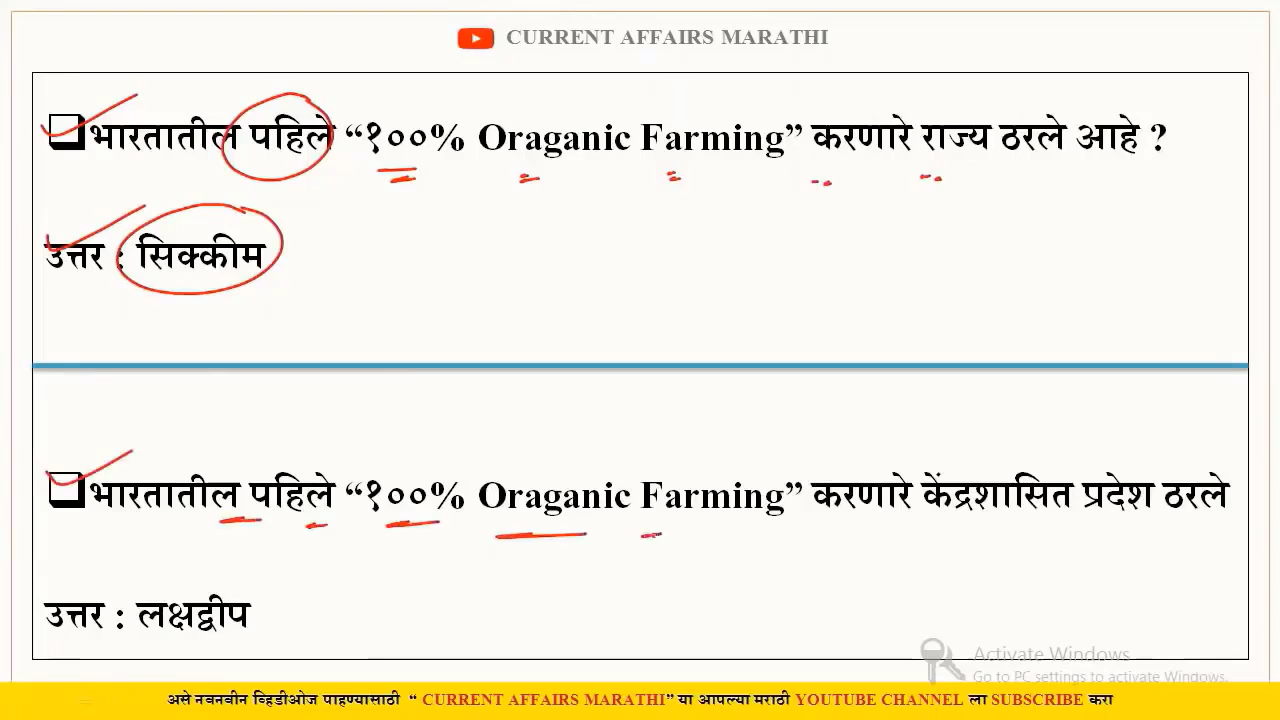 CURRENT AFFAIRS MARATHI
भारतातील पहिले “१००% Oraganic Farming” करणारे राज्य ठरले आहे ?
उत्तर : सिक्कीम
भारतातील पहिले “१००% Oraganic Farming” करणारे केंद्रशासित प्रदेश ठरले
उत्तर : लक्षद्वीप
Activate Windows
Go to PC settings to activate Windows.
असे नवनवीन व्हिडीओज पाहण्यासाठी “ CURRENT AFFAIRS MARATHI” या आपल्या मराठी YOUTUBE CHANNEL ला SUBSCRIBE करा